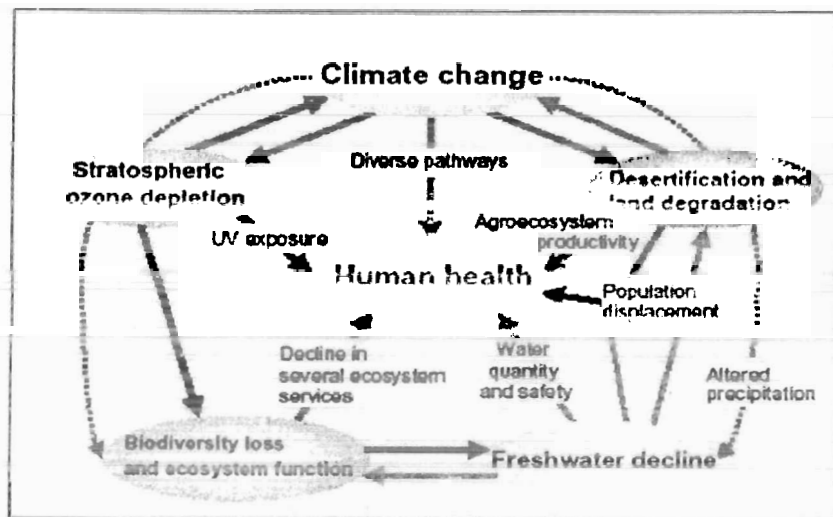 Climate change
Stratospheric
ozone depletion
Diverse pathways
Desertification and
land degradation
UV exposure
Agroecosystem
productivity
Human health
Population
displacement
Decline in
several ecosystem
services
Water
quantity
and safety
Altered
precipitation
Biodiversity loss
and ecosystem function
Freshwater decline